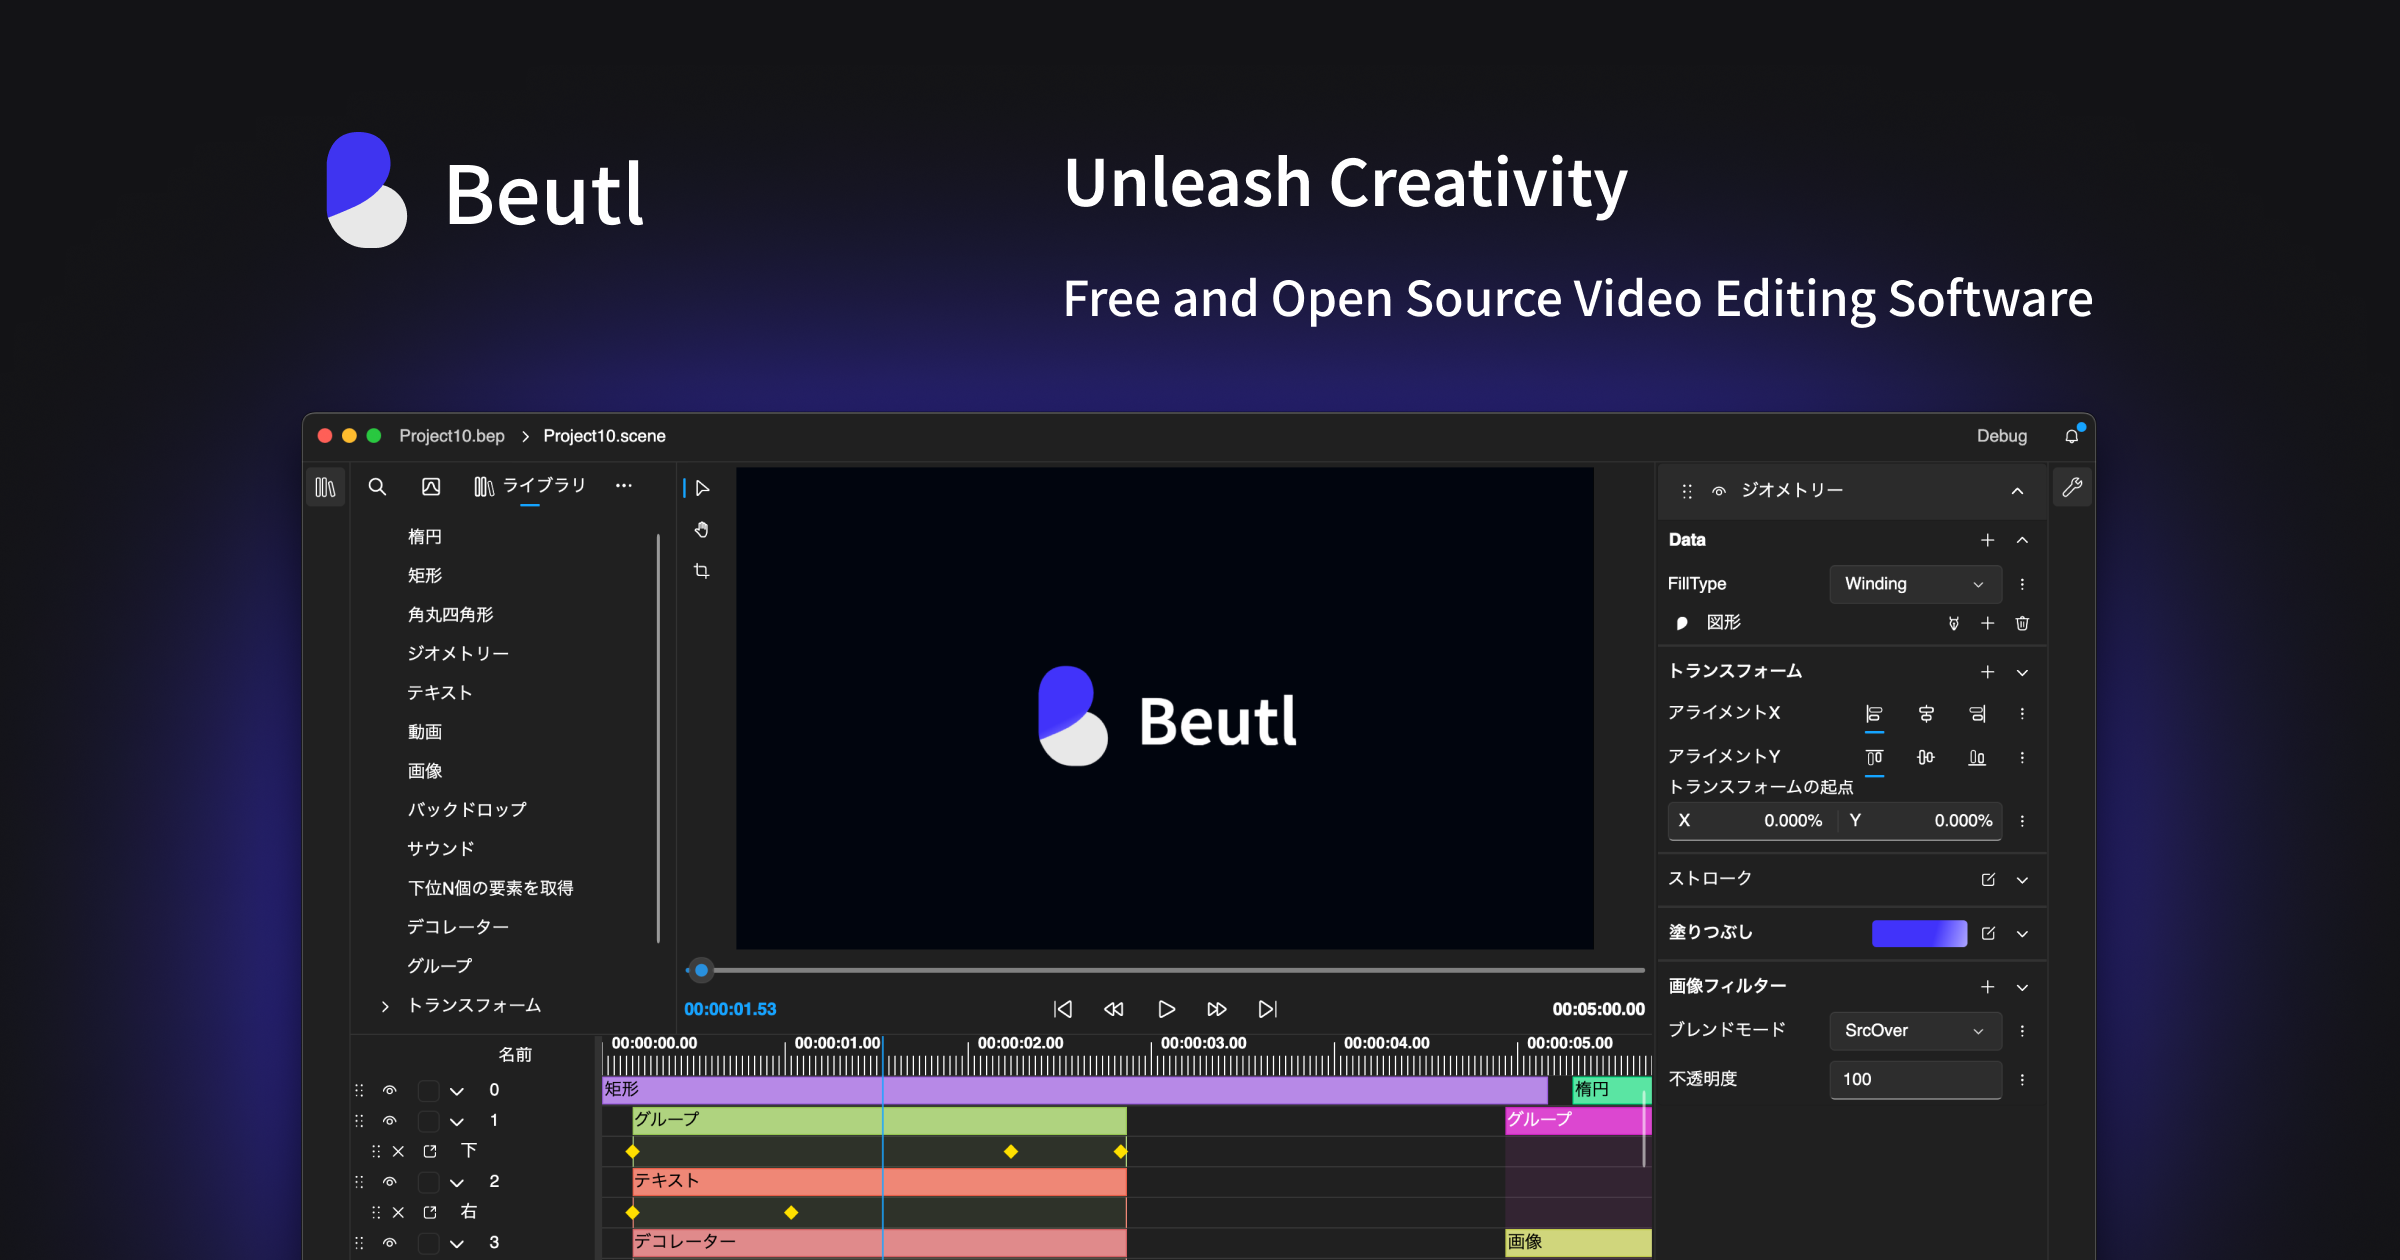 Beutl
Unleash Creativity
Free and Open Source Video Editing Software
Project10.bep
Project10.scene
Debug
ライブラリ
楕円
矩形
角丸四角形
ジオメトリー
テキスト
動画
画像
バックドロップ
サウンド
下位N個の要素を取得
デコレーター
グループ
トランスフォーム
Beutl
00:00:01.53
00:05:00.00
ジオメトリー
Data
FillType Winding
図形
トランスフォーム
アライメントX
アライメントY
トランスフォームの起点
X 0.000% Y 0.000%
ストローク
塗りつぶし
画像フィルター
ブレンドモード SrcOver
不透明度 100
名前
00:00:00.00 00:00:01.00 00:00:02.00 00:00:03.00 00:00:04.00 00:00:05.00
0 矩形 楕円
1 グループ グループ
下
2 テキスト
右
3 デコレーター 画像